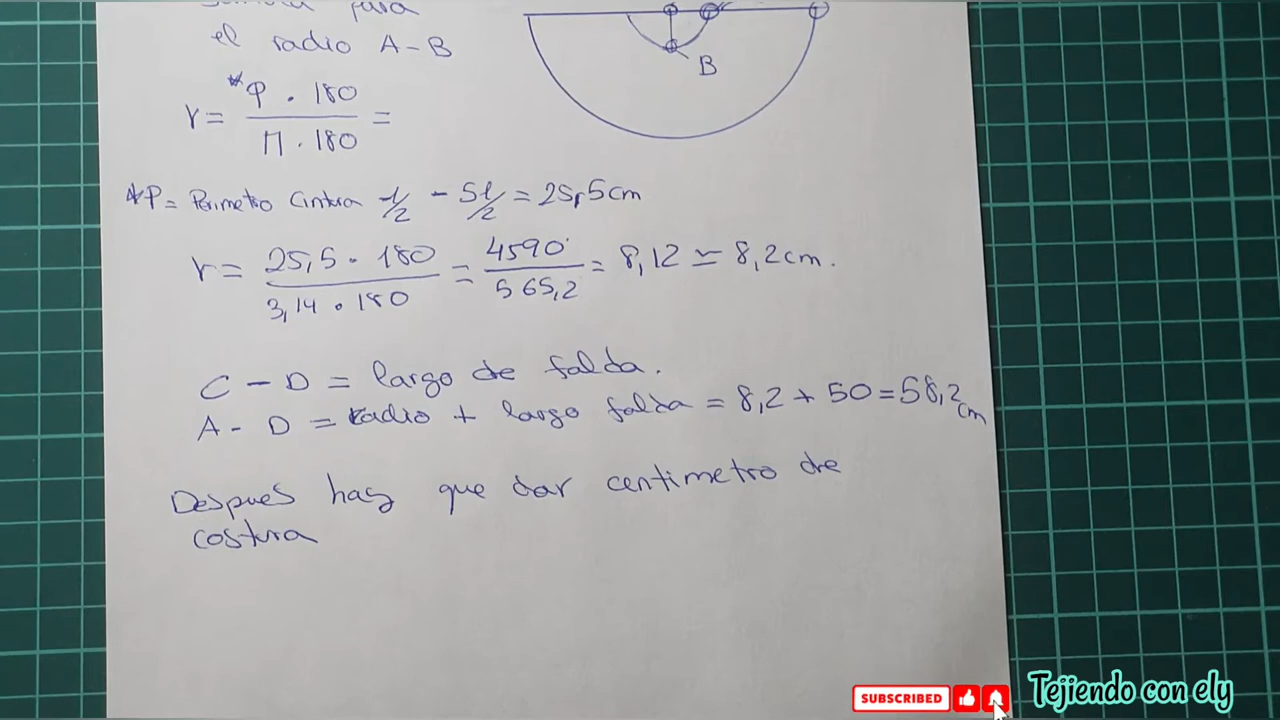 para
el radio A-B
r = *P . 180 / Π . 180 =
B
*P = Perimetro Cintura 1/2 - 51/2 = 25,5 cm
r = 25,5 . 180 / 3,14 . 180 = 4590 / 565,2 = 8,12 ≃ 8,2 cm.
C - D = largo de falda.
A - D = radio + largo falda = 8,2 + 50 = 58,2 cm
Despues hay que dar centimetro de
costura
SUBSCRIBED
Tejiendo con ely